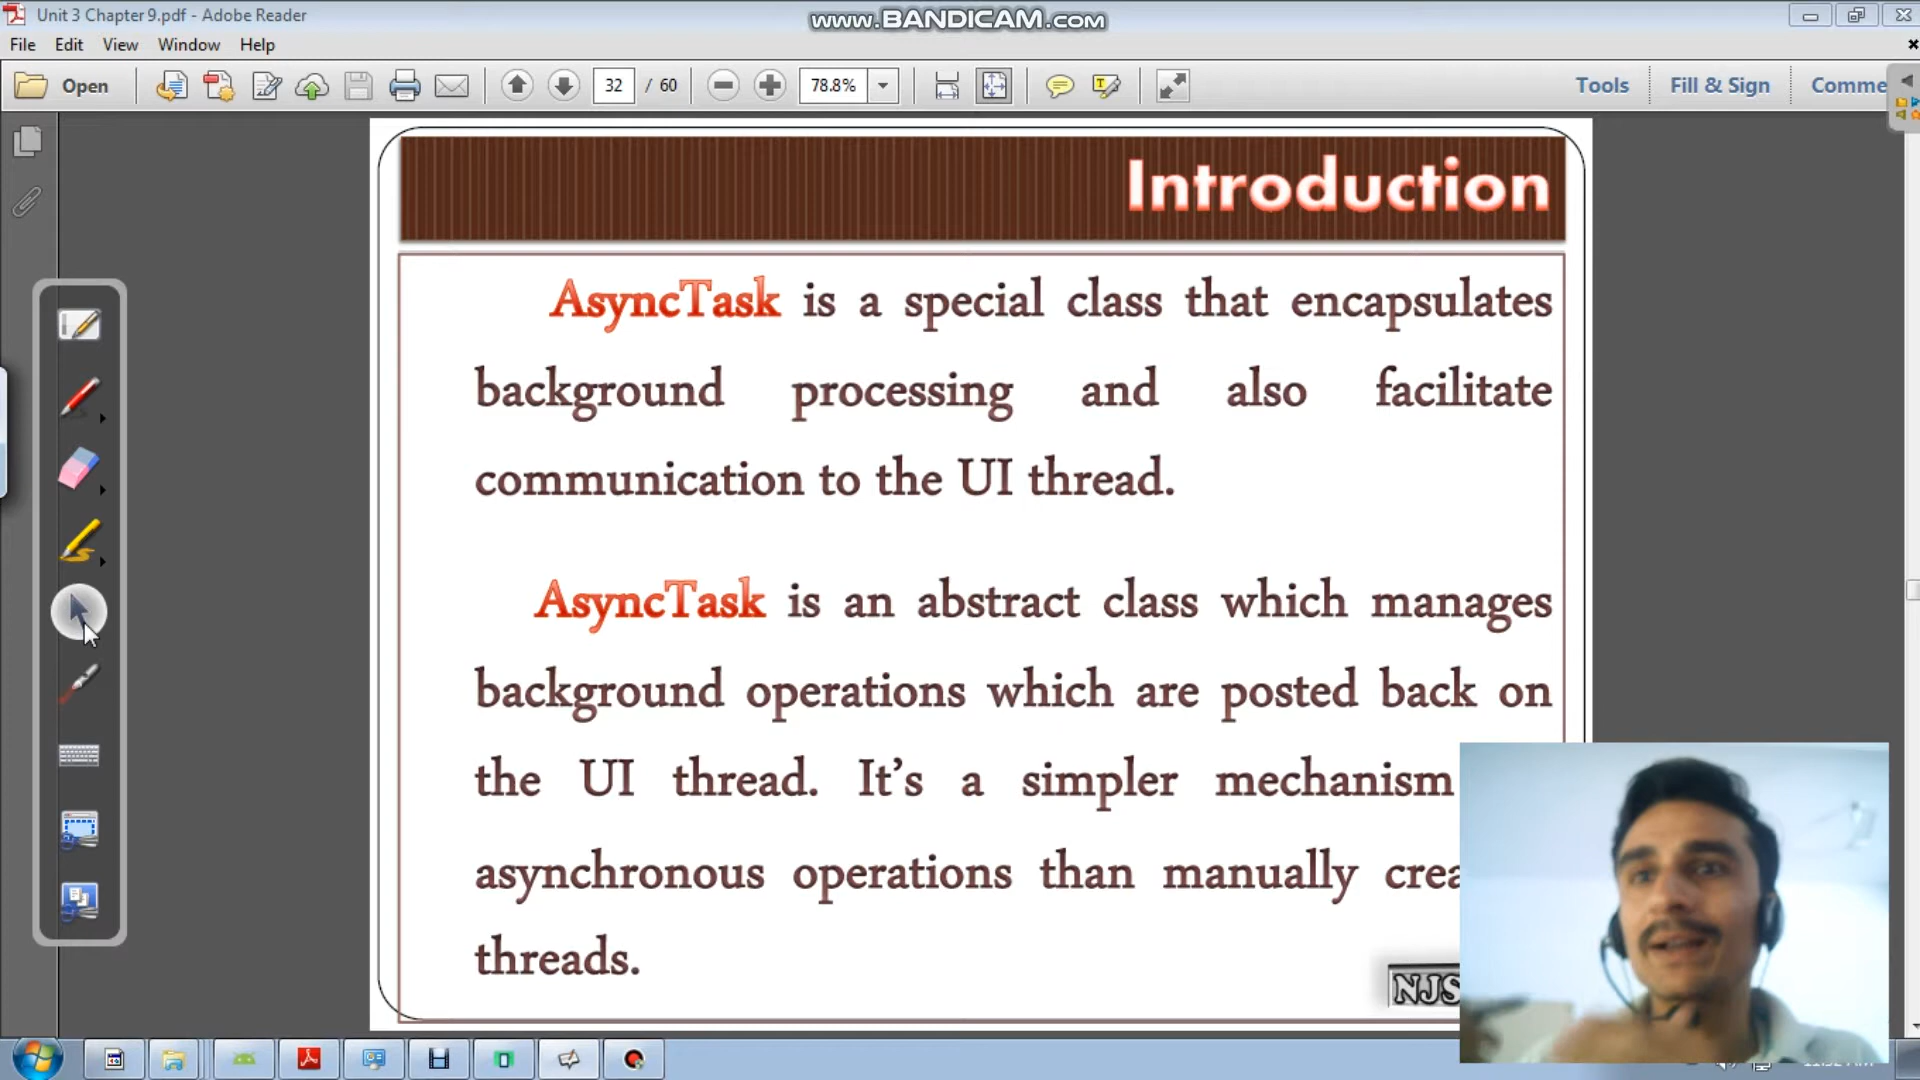 Unit 3 Chapter 9.pdf - Adobe Reader
www.BANDICAM.com
File Edit View Window Help
Open 32 / 60 78.8% Tools Fill & Sign Comme
Introduction
AsyncTask is a special class that encapsulates
background processing and also facilitate
communication to the UI thread.
AsyncTask is an abstract class which manages
background operations which are posted back on
the UI thread. It's a simpler mechanism
asynchronous operations than manually crea
threads.
NJS